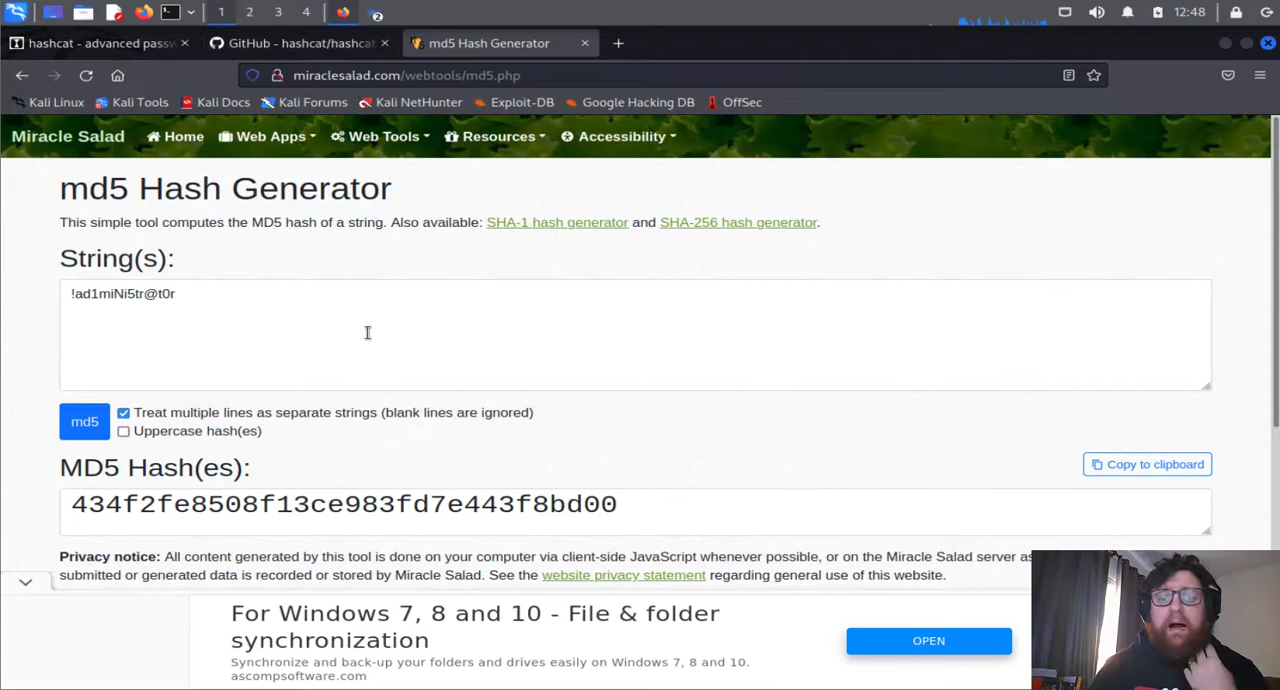 1 2 3 4 2 12:48
hashcat - advanced passw GitHub - hashcat/hashcat md5 Hash Generator
miraclesalad.com/webtools/md5.php
Kali Linux Kali Tools Kali Docs Kali Forums Kali NetHunter Exploit-DB Google Hacking DB OffSec
Miracle Salad Home Web Apps Web Tools Resources Accessibility
md5 Hash Generator
This simple tool computes the MD5 hash of a string. Also available: SHA-1 hash generator and SHA-256 hash generator.
String(s):
!ad1miNi5tr@t0r
md5 Treat multiple lines as separate strings (blank lines are ignored)
Uppercase hash(es)
MD5 Hash(es): Copy to clipboard
434f2fe8508f13ce983fd7e443f8bd00
Privacy notice: All content generated by this tool is done on your computer via client-side JavaScript whenever possible, or on the Miracle Salad server as
submitted or generated data is recorded or stored by Miracle Salad. See the website privacy statement regarding general use of this website.
For Windows 7, 8 and 10 - File & folder
synchronization
OPEN
Synchronize and back-up your folders and drives easily on Windows 7, 8 and 10.
ascompsoftware.com